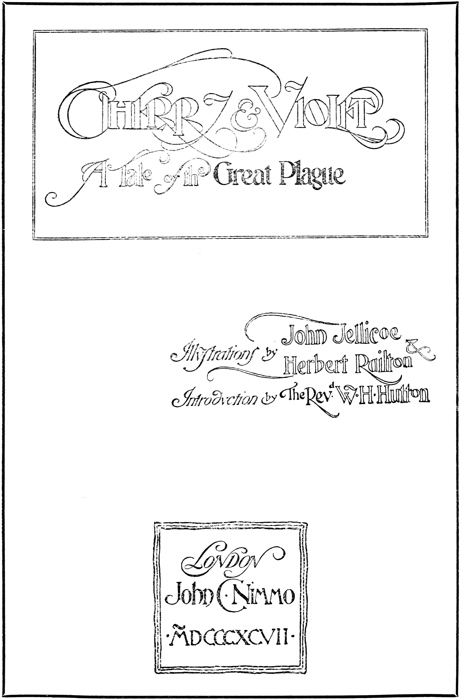 CHERRY & VIOLET
A Tale of the Great Plague
Illustrations by John Jellicoe &
Herbert Railton
Introduction by The Revd. W. H. Hutton
LONDON
John C. Nimmo
·MDCCCXCVII·